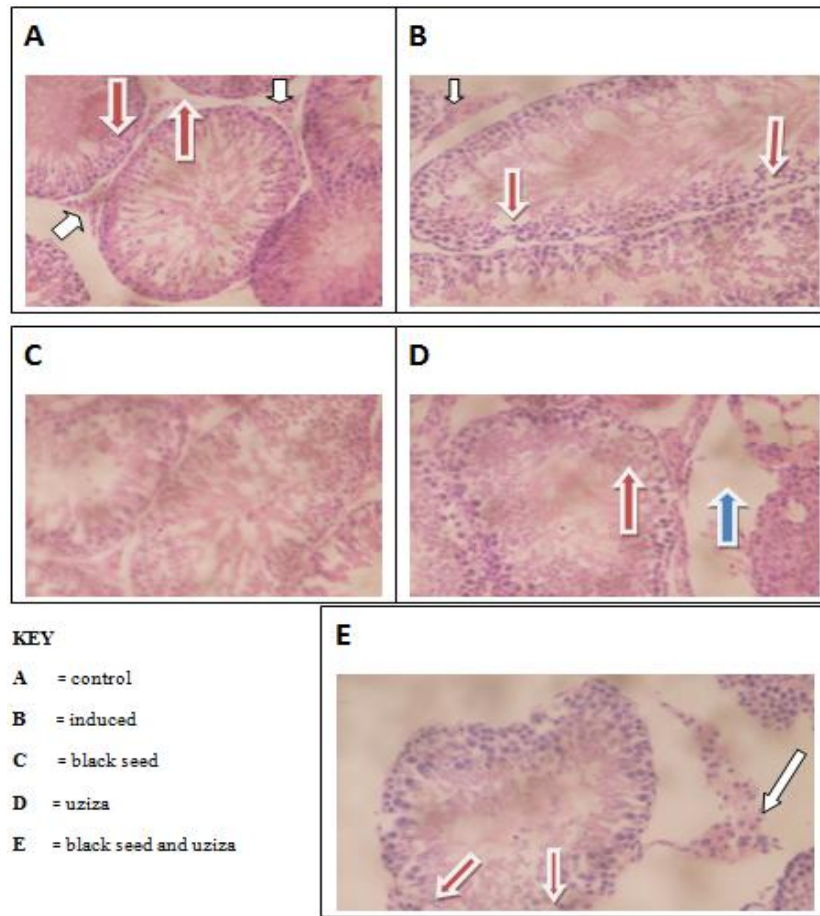 A
B
C
D
KEY
A = control
B = induced
C = black seed
D = uziza
E = black seed and uziza
E